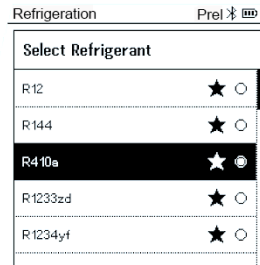 Refrigeration Prel
Select Refrigerant
R12
R144
R410a
R1233zd
R1234yf